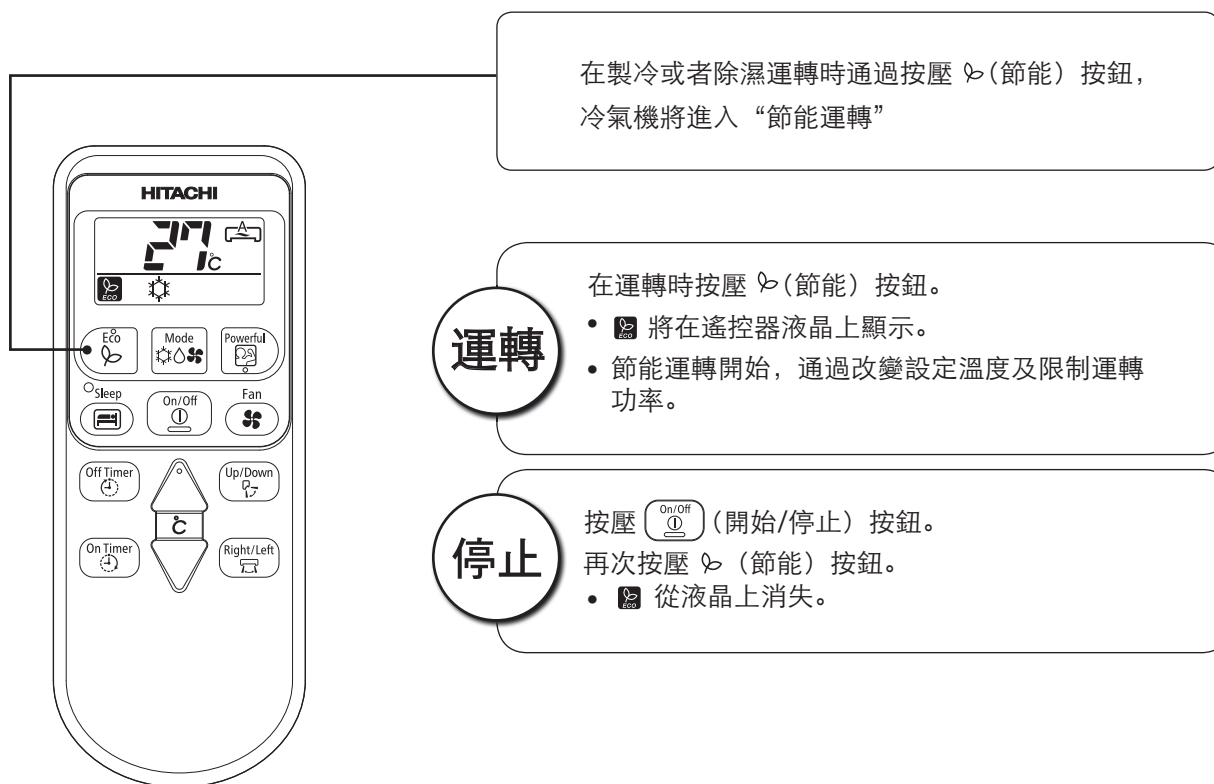 在製冷或者除濕運轉時通過按壓 (節能) 按鈕，
冷氣機將進入 “節能運轉”
HITACHI
27℃
A
ECO
Eco
Mode
Powerful
Sleep
On/Off
Fan
Off Timer
Up/Down
℃
On Timer
Right/Left
運轉
在運轉時按壓 (節能) 按鈕。
• ECO 將在遙控器液晶上顯示。
• 節能運轉開始，通過改變設定溫度及限制運轉
功率。
停止
按壓 On/Off (開始/停止) 按鈕。
再次按壓 (節能) 按鈕。
• ECO 從液晶上消失。